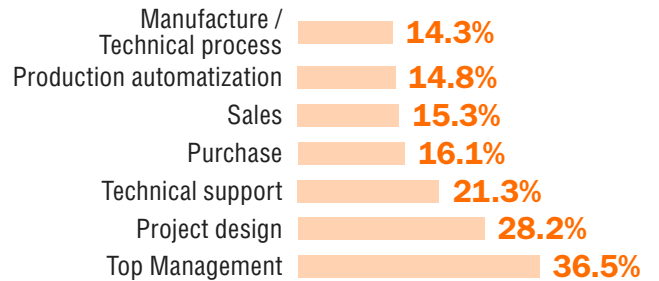 Manufacture /
Technical process 14.3%
Production automatization 14.8%
Sales 15.3%
Purchase 16.1%
Technical support 21.3%
Project design 28.2%
Top Management 36.5%